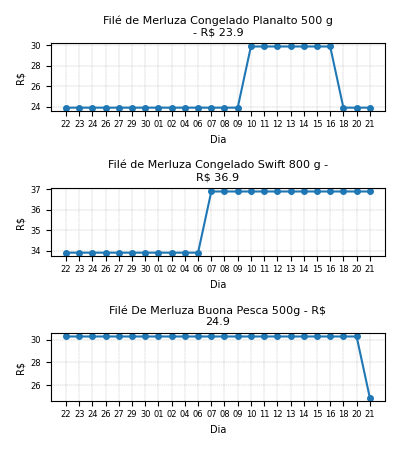 Filé de Merluza Congelado Planalto 500 g
- R$ 23.9
30
28
26
24
R$
22 23 24 26 27 29 30 01 02 04 06 07 08 09 10 11 12 13 14 15 16 18 20 21
Dia
Filé de Merluza Congelado Swift 800 g -
R$ 36.9
37
36
35
34
R$
22 23 24 26 27 29 30 01 02 04 06 07 08 09 10 11 12 13 14 15 16 18 20 21
Dia
Filé De Merluza Buona Pesca 500g - R$
24.9
30
28
26
R$
22 23 24 26 27 29 30 01 02 04 06 07 08 09 10 11 12 13 14 15 16 18 20 21
Dia